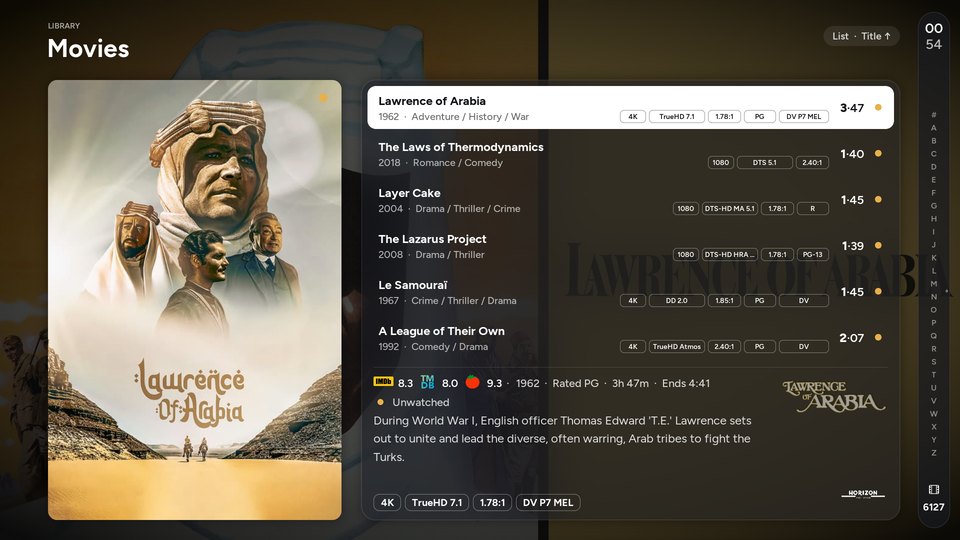 LIBRARY
Movies
List · Title ↑
00
54
Lawrence of Arabia
1962 · Adventure / History / War
4K TrueHD 7.1 1.78:1 PG DV P7 MEL
3·47
The Laws of Thermodynamics
2018 · Romance / Comedy
1080 DTS 5.1 2.40:1
1·40
Layer Cake
2004 · Drama / Thriller / Crime
1080 DTS-HD MA 5.1 1.78:1 R
1·45
The Lazarus Project
2008 · Drama / Thriller
1080 DTS-HD HRA ... 1.78:1 PG-13
1·39
Le Samouraï
1967 · Crime / Thriller / Drama
4K DD 2.0 1.85:1 PG DV
1·45
A League of Their Own
1992 · Comedy / Drama
4K TrueHD Atmos 2.40:1 PG DV
2·07
LAWRENCE OF ARABIA
Lawrence
Of Arabia
IMDb 8.3 TMDB 8.0 9.3 · 1962 · Rated PG · 3h 47m · Ends 4:41
Unwatched
During World War I, English officer Thomas Edward 'T.E.' Lawrence sets
out to unite and lead the diverse, often warring, Arab tribes to fight the
Turks.
LAWRENCE
OF ARABIA
4K TrueHD 7.1 1.78:1 DV P7 MEL
HORIZON
#
A
B
C
D
E
F
G
H
I
J
K
L
M
N
O
P
Q
R
S
T
U
V
W
X
Y
Z
6127